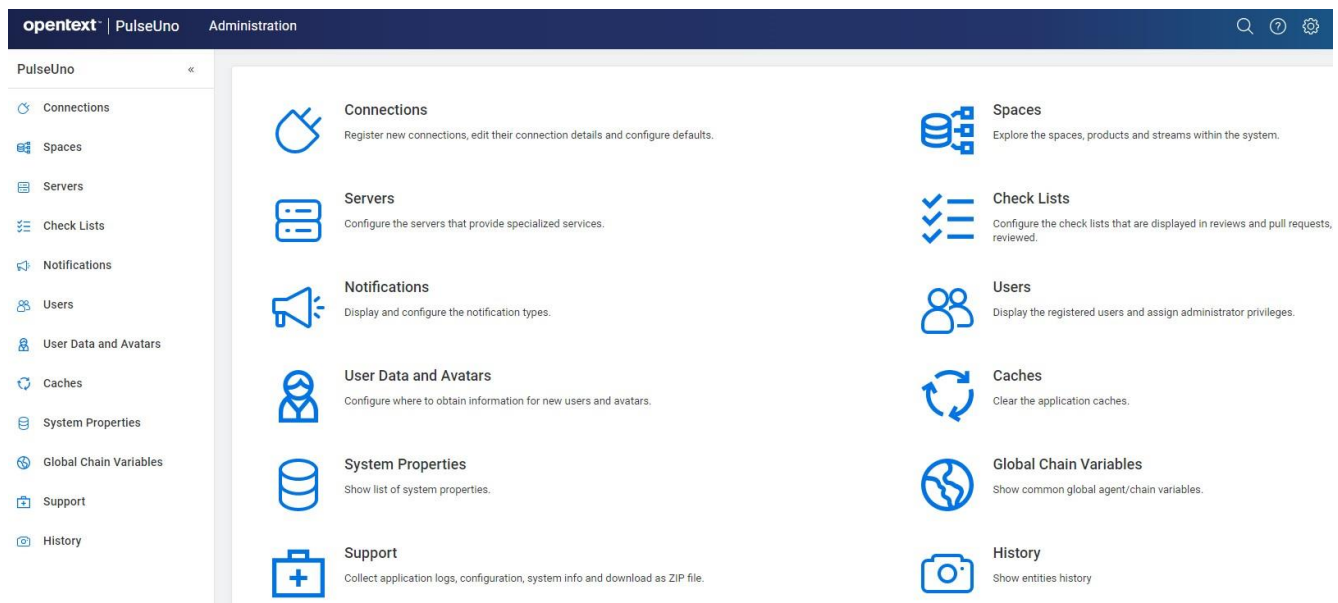 opentext™ | PulseUno Administration
PulseUno «
Connections
Spaces
Servers
Check Lists
Notifications
Users
User Data and Avatars
Caches
System Properties
Global Chain Variables
Support
History
Connections
Register new connections, edit their connection details and configure defaults.
Spaces
Explore the spaces, products and streams within the system.
Servers
Configure the servers that provide specialized services.
Check Lists
Configure the check lists that are displayed in reviews and pull requests,
reviewed.
Notifications
Display and configure the notification types.
Users
Display the registered users and assign administrator privileges.
User Data and Avatars
Configure where to obtain information for new users and avatars.
Caches
Clear the application caches.
System Properties
Show list of system properties.
Global Chain Variables
Show common global agent/chain variables.
Support
Collect application logs, configuration, system info and download as ZIP file.
History
Show entities history